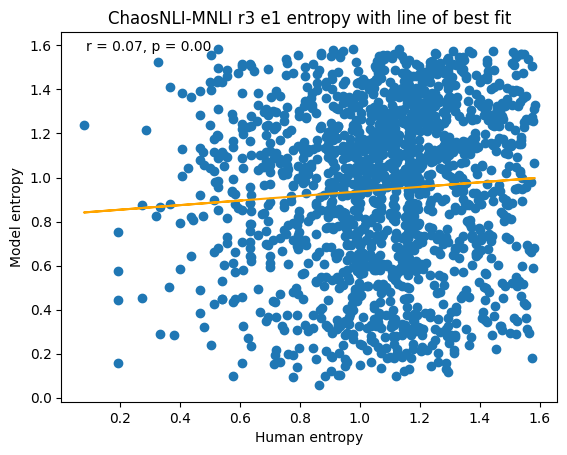 ChaosNLI-MNLI r3 e1 entropy with line of best fit
r = 0.07, p = 0.00
Model entropy
1.6
1.4
1.2
1.0
0.8
0.6
0.4
0.2
0.0
0.2 0.4 0.6 0.8 1.0 1.2 1.4 1.6
Human entropy